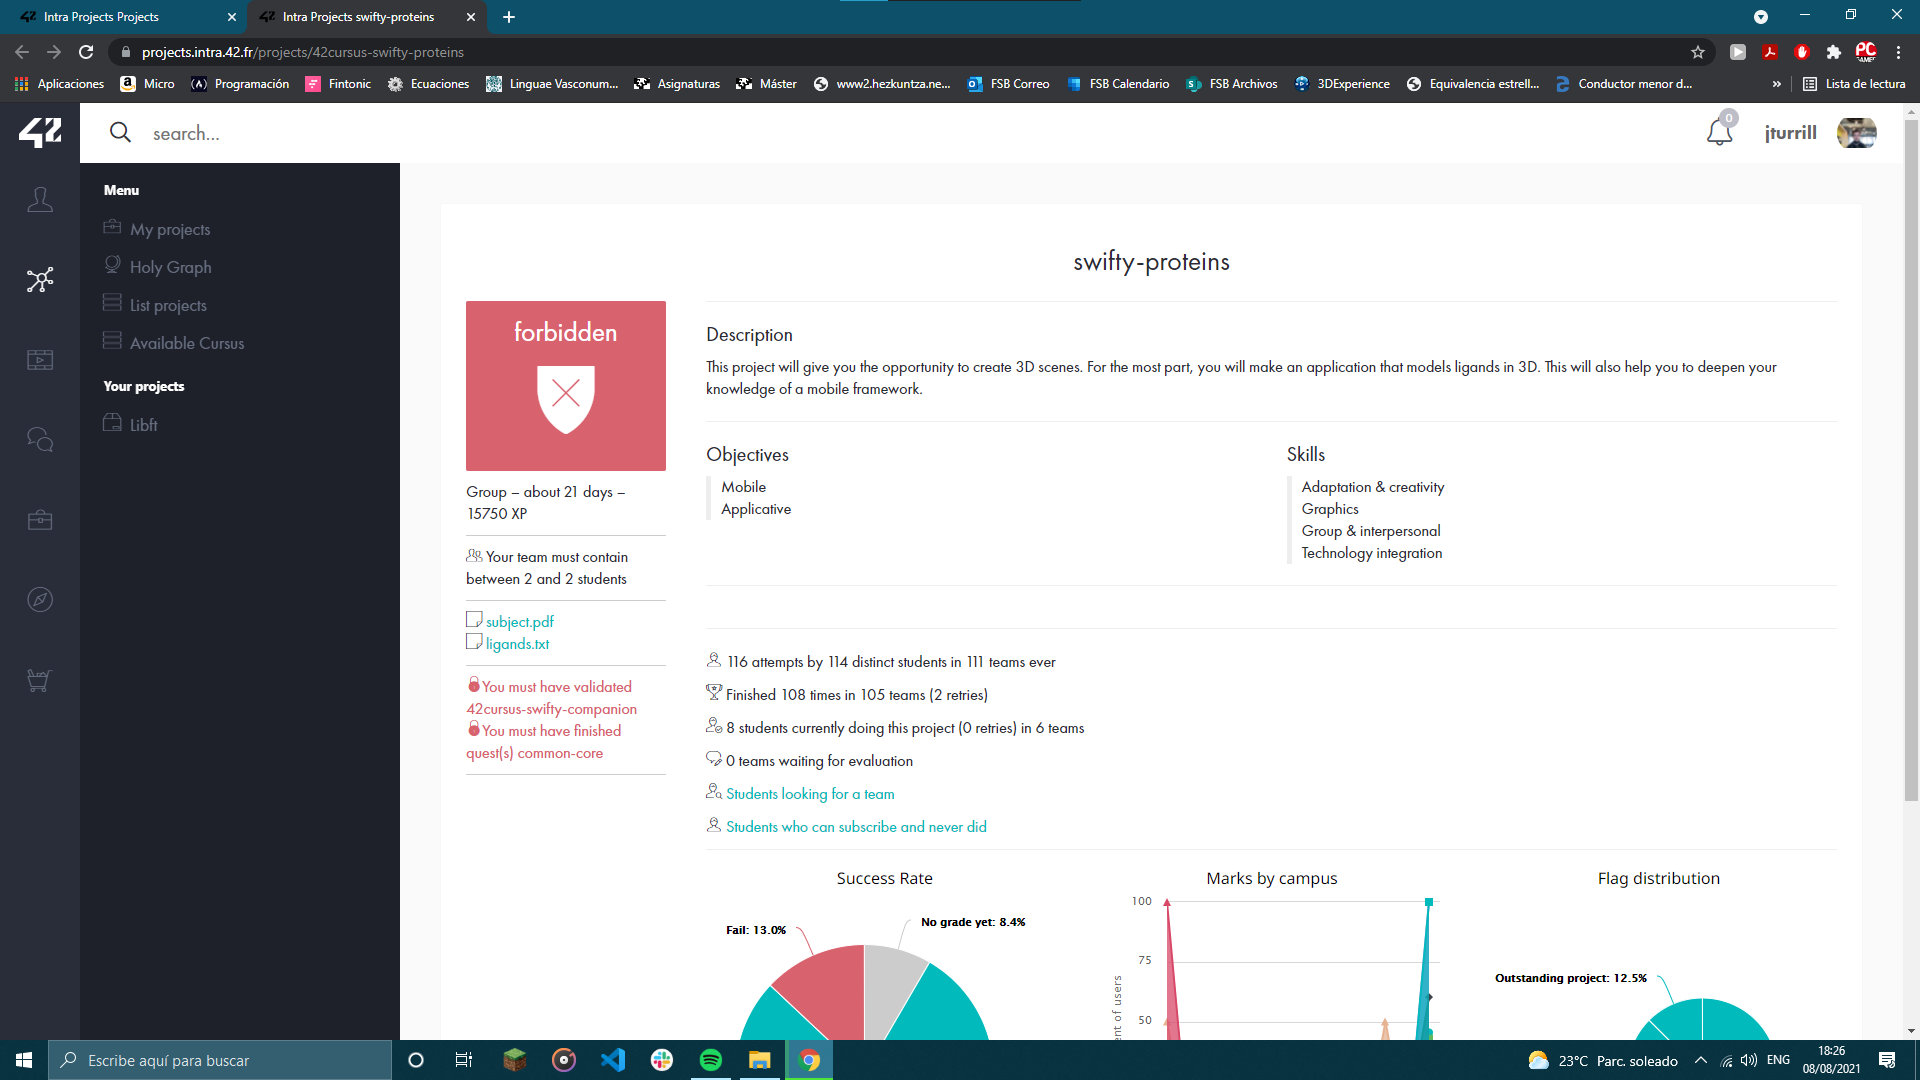 Intra Projects Projects
Intra Projects swifty-proteins
projects.intra.42.fr/projects/42cursus-swifty-proteins
Aplicaciones
Micro
Programación
Fintonic
Ecuaciones
Linguae Vasconum...
Asignaturas
Máster
www2.hezkuntza.ne...
FSB Correo
FSB Calendario
FSB Archivos
3DExperience
Equivalencia estrell...
Conductor menor d...
»
Lista de lectura
42
search...
0
jturrill
Menu
My projects
Holy Graph
List projects
Available Cursus
Your projects
Libft
swifty-proteins
forbidden
Group – about 21 days –
15750 XP
Your team must contain
between 2 and 2 students
subject.pdf
ligands.txt
You must have validated
42cursus-swifty-companion
You must have finished
quest(s) common-core
Description
This project will give you the opportunity to create 3D scenes. For the most part, you will make an application that models ligands in 3D. This will also help you to deepen your
knowledge of a mobile framework.
Objectives
Mobile
Applicative
Skills
Adaptation & creativity
Graphics
Group & interpersonal
Technology integration
116 attempts by 114 distinct students in 111 teams ever
Finished 108 times in 105 teams (2 retries)
8 students currently doing this project (0 retries) in 6 teams
0 teams waiting for evaluation
Students looking for a team
Students who can subscribe and never did
Success Rate
Fail: 13.0%
No grade yet: 8.4%
Marks by campus
100
75
50
nt of users
Flag distribution
Outstanding project: 12.5%
Escribe aquí para buscar
23°C Parc. soleado
ENG
18:26
08/08/2021